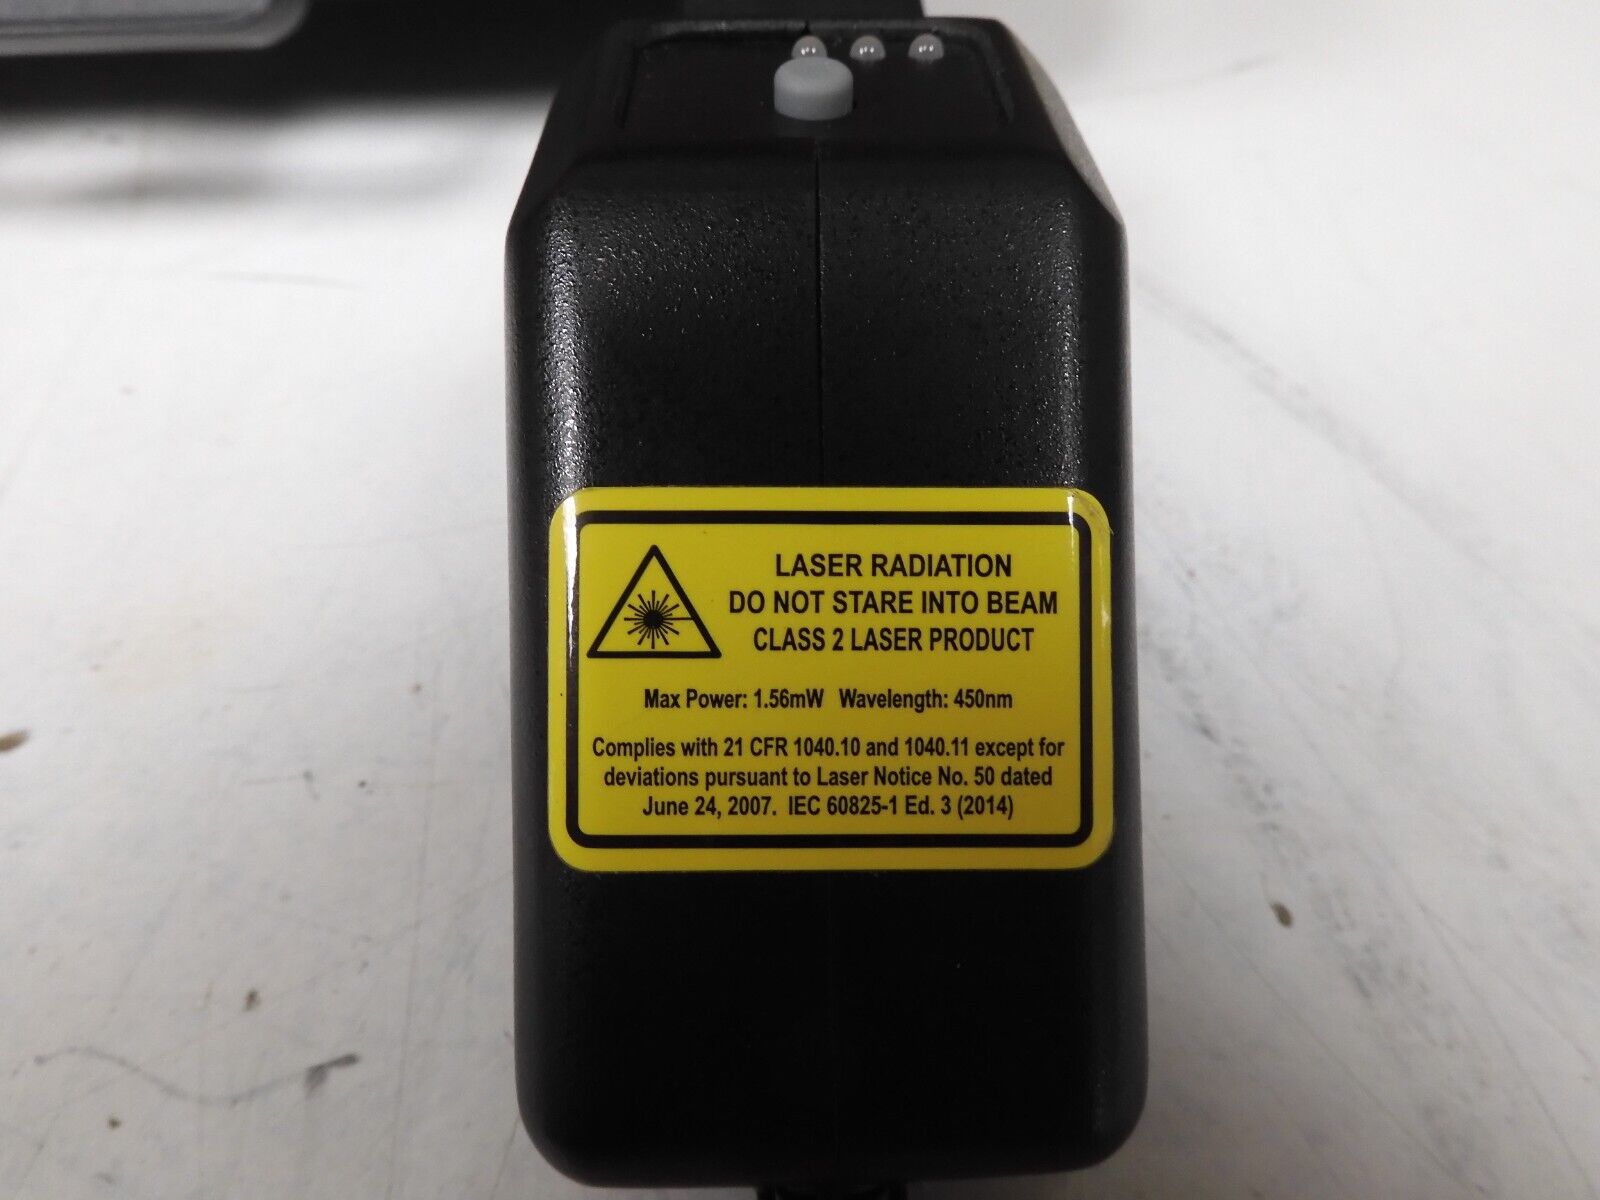 LASER RADIATION
DO NOT STARE INTO BEAM
CLASS 2 LASER PRODUCT
Max Power: 1.56mW Wavelength: 450nm
Complies with 21 CFR 1040.10 and 1040.11 except for
deviations pursuant to Laser Notice No. 50 dated
June 24, 2007. IEC 60825-1 Ed. 3 (2014)